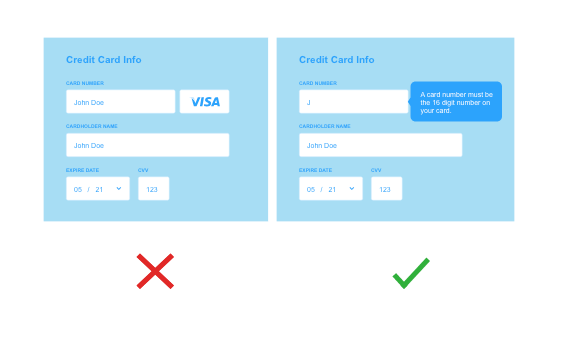 Credit Card Info
CARD NUMBER
John Doe
VISA
CARDHOLDER NAME
John Doe
EXPIRE DATE CVV
05 / 21 123
Credit Card Info
CARD NUMBER
J
A card number must be
the 16 digit number on
your card.
CARDHOLDER NAME
John Doe
EXPIRE DATE CVV
05 / 21 123